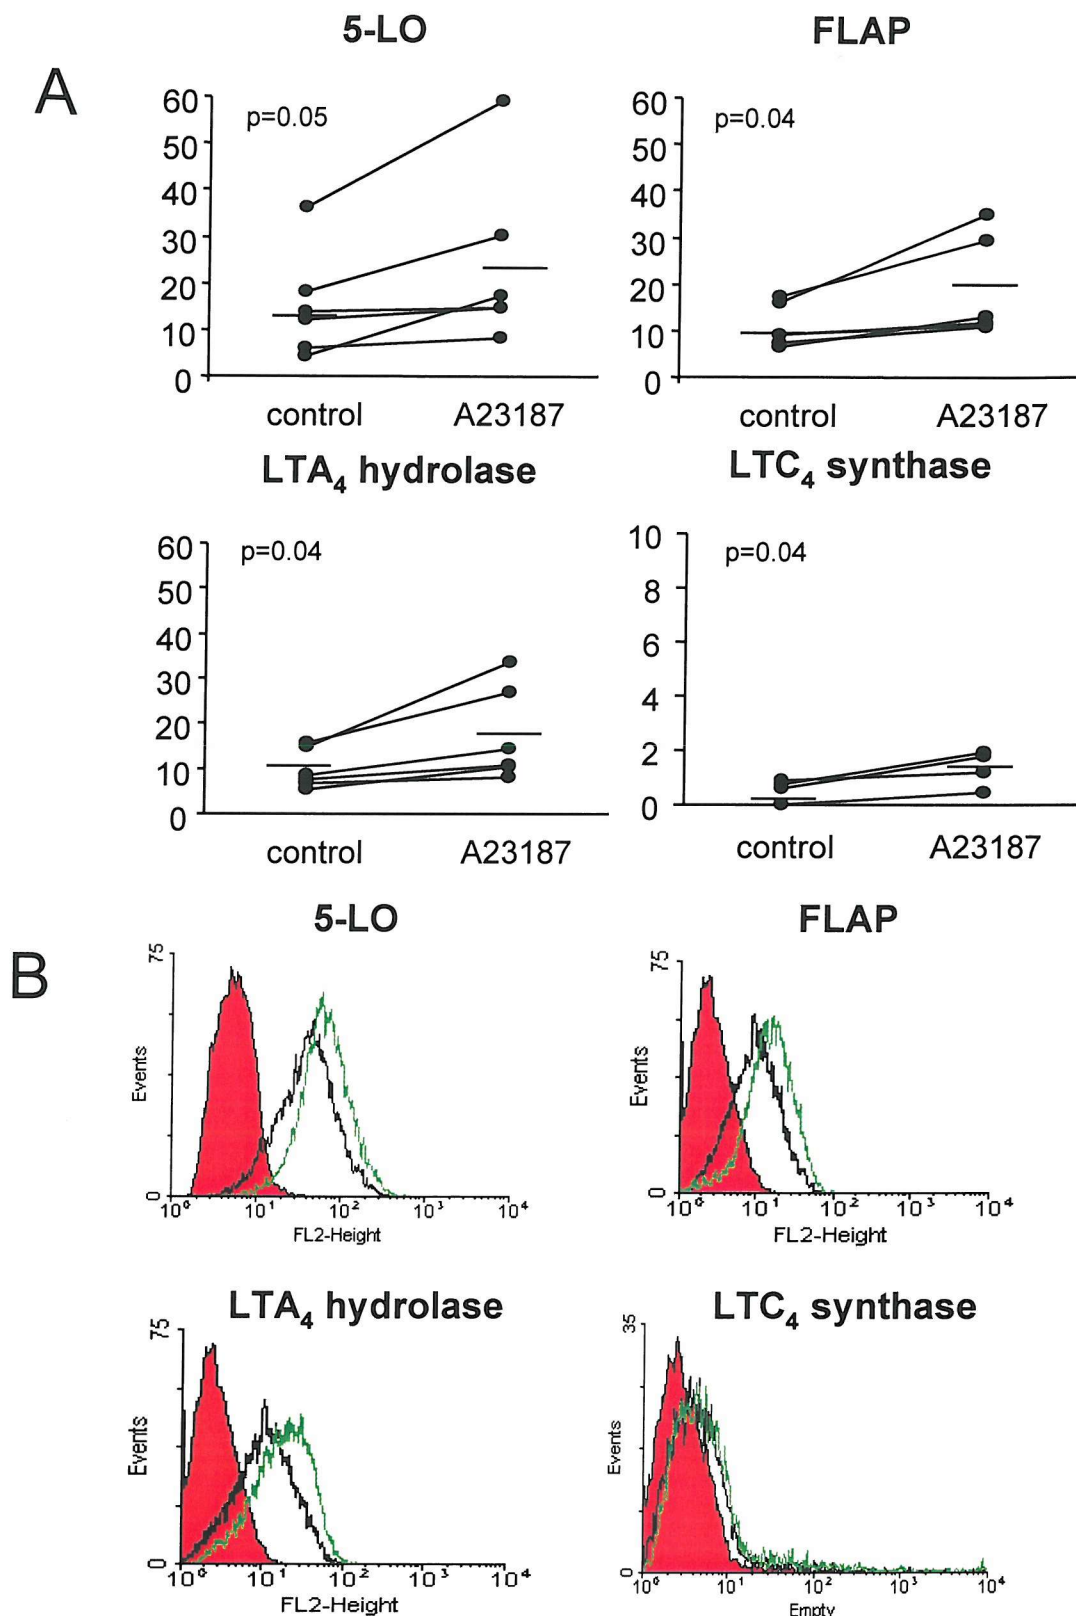 5-LO
FLAP
A
60
50
40
30
20
10
0
p=0.05
control
A23187
60
50
40
30
20
10
0
p=0.04
control
A23187
LTA₄ hydrolase
LTC₄ synthase
60
50
40
30
20
10
0
p=0.04
control
A23187
10
8
6
4
2
0
p=0.04
control
A23187
B
5-LO
FLAP
75
Events
0
10⁰ 10¹ 10² 10³ 10⁴
FL2-Height
75
Events
0
10⁰ 10¹ 10² 10³ 10⁴
FL2-Height
LTA₄ hydrolase
LTC₄ synthase
75
Events
0
10⁰ 10¹ 10² 10³ 10⁴
FL2-Height
35
Events
0
10⁰ 10¹ 10² 10³ 10⁴
Empty